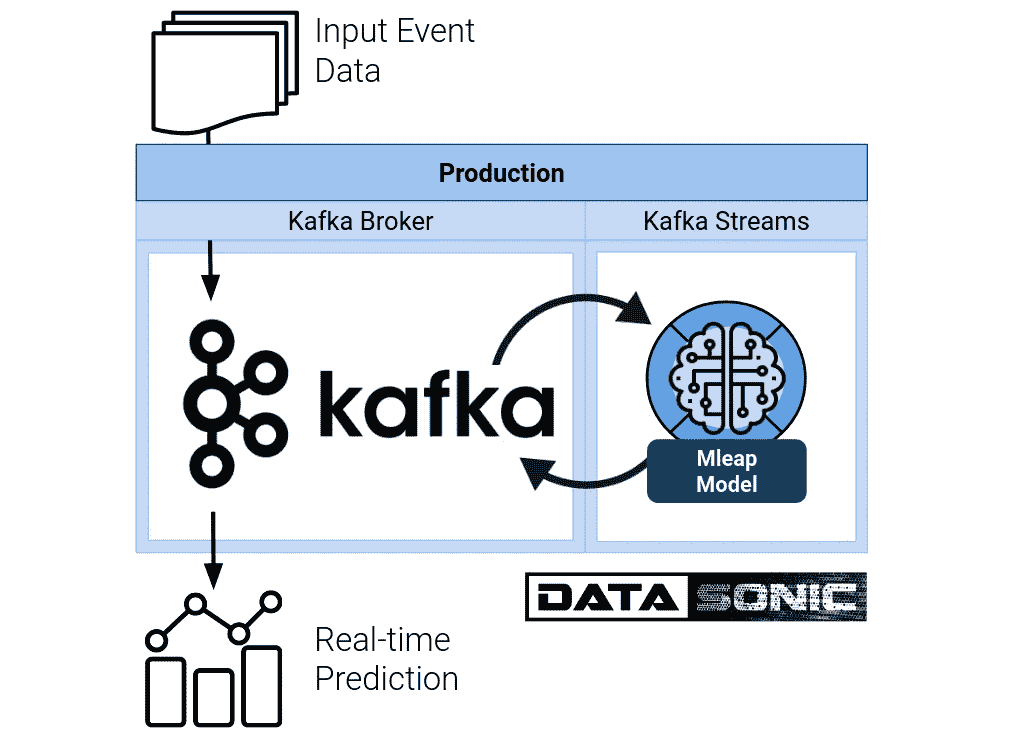 Input Event
Data
Production
Kafka Broker
Kafka Streams
kafka
Mleap
Model
DATA SONIC
Real-time
Prediction